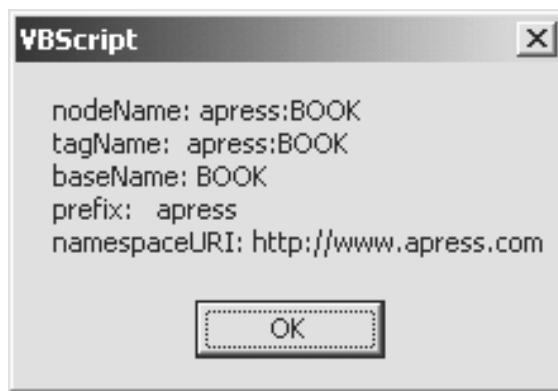 VBScript
nodeName: apress:BOOK
tagName: apress:BOOK
baseName: BOOK
prefix: apress
namespaceURI: http://www.apress.com
OK